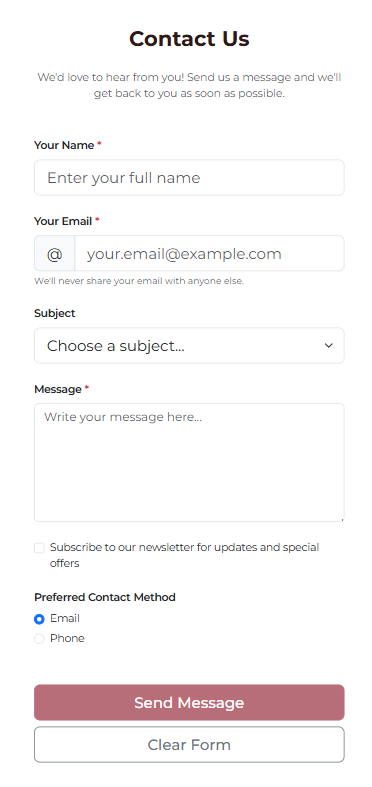 Contact Us
We'd love to hear from you! Send us a message and we'll
get back to you as soon as possible.
Your Name *
Enter your full name
Your Email *
@ your.email@example.com
We'll never share your email with anyone else.
Subject
Choose a subject...
Message *
Write your message here...
Subscribe to our newsletter for updates and special
offers
Preferred Contact Method
Email
Phone
Send Message
Clear Form